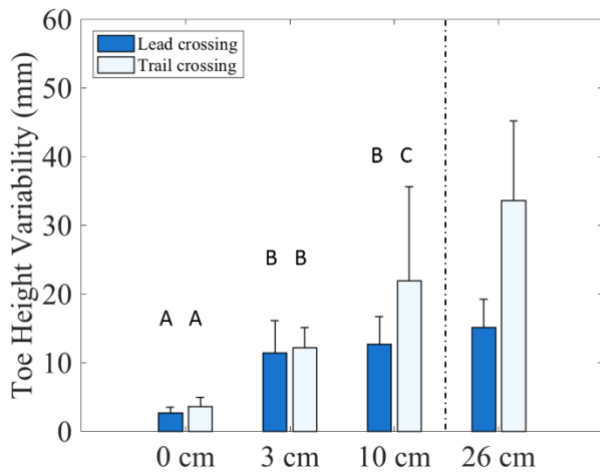 60
50
40
30
20
10
0
Toe Height Variability (mm)
Lead crossing
Trail crossing
A A
B B
B C
0 cm 3 cm 10 cm 26 cm